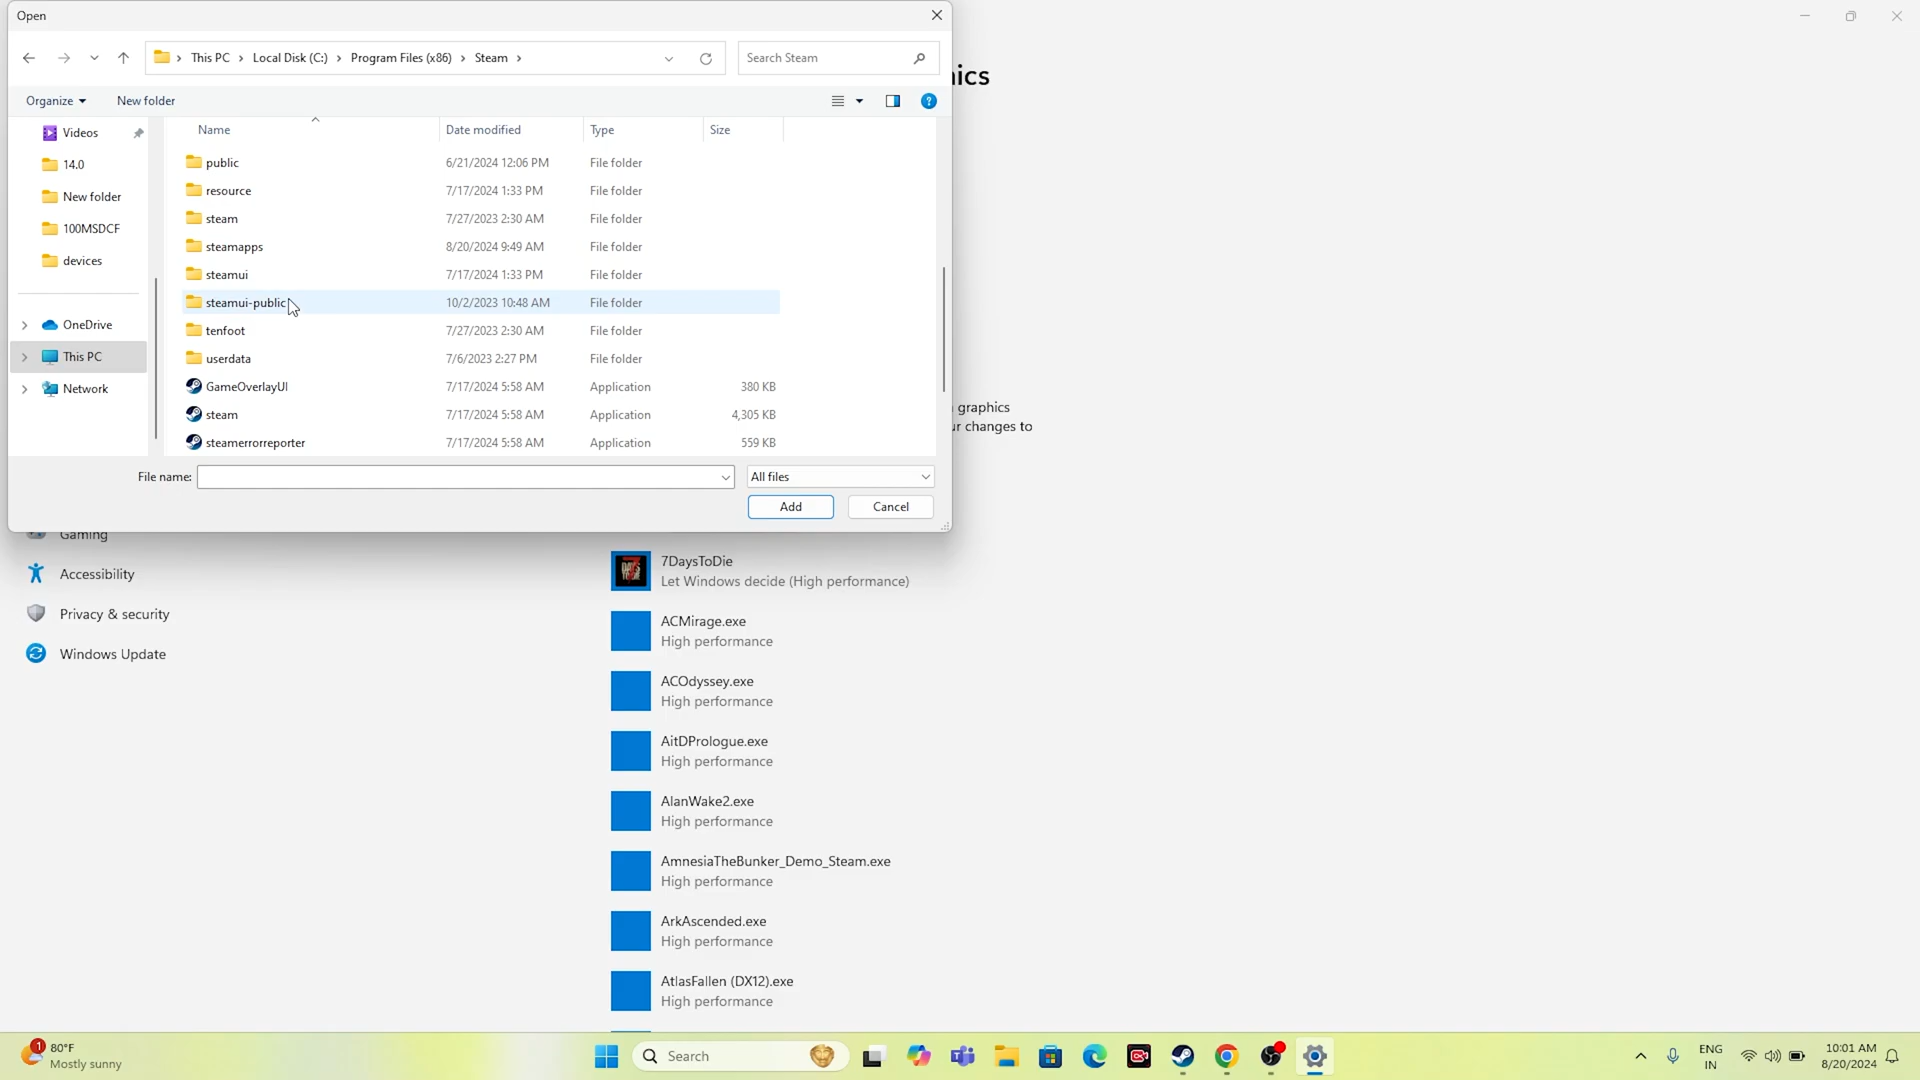 Open
This PC > Local Disk (C:) > Program Files (x86) > Steam >
Search Steam
ics
Organize
New folder
Name
Date modified
Type
Size
Videos
14.0
New folder
100MSDCF
devices
OneDrive
This PC
Network
public 6/21/2024 12:06 PM File folder
resource 7/17/2024 1:33 PM File folder
steam 7/27/2023 2:30 AM File folder
steamapps 8/20/2024 9:49 AM File folder
steamui 7/17/2024 1:33 PM File folder
steamui-public 10/2/2023 10:48 AM File folder
tenfoot 7/27/2023 2:30 AM File folder
userdata 7/6/2023 2:27 PM File folder
GameOverlayUI 7/17/2024 5:58 AM Application 380 KB
steam 7/17/2024 5:58 AM Application 4,305 KB
steamerrorreporter 7/17/2024 5:58 AM Application 559 KB
File name:
All files
Add
Cancel
graphics
ur changes to
Gaming
Accessibility
Privacy & security
Windows Update
7DaysToDie
Let Windows decide (High performance)
ACMirage.exe
High performance
ACOdyssey.exe
High performance
AitDPrologue.exe
High performance
AlanWake2.exe
High performance
AmnesiaTheBunker_Demo_Steam.exe
High performance
ArkAscended.exe
High performance
AtlasFallen (DX12).exe
High performance
1
80°F
Mostly sunny
Search
ENG
IN
10:01 AM
8/20/2024